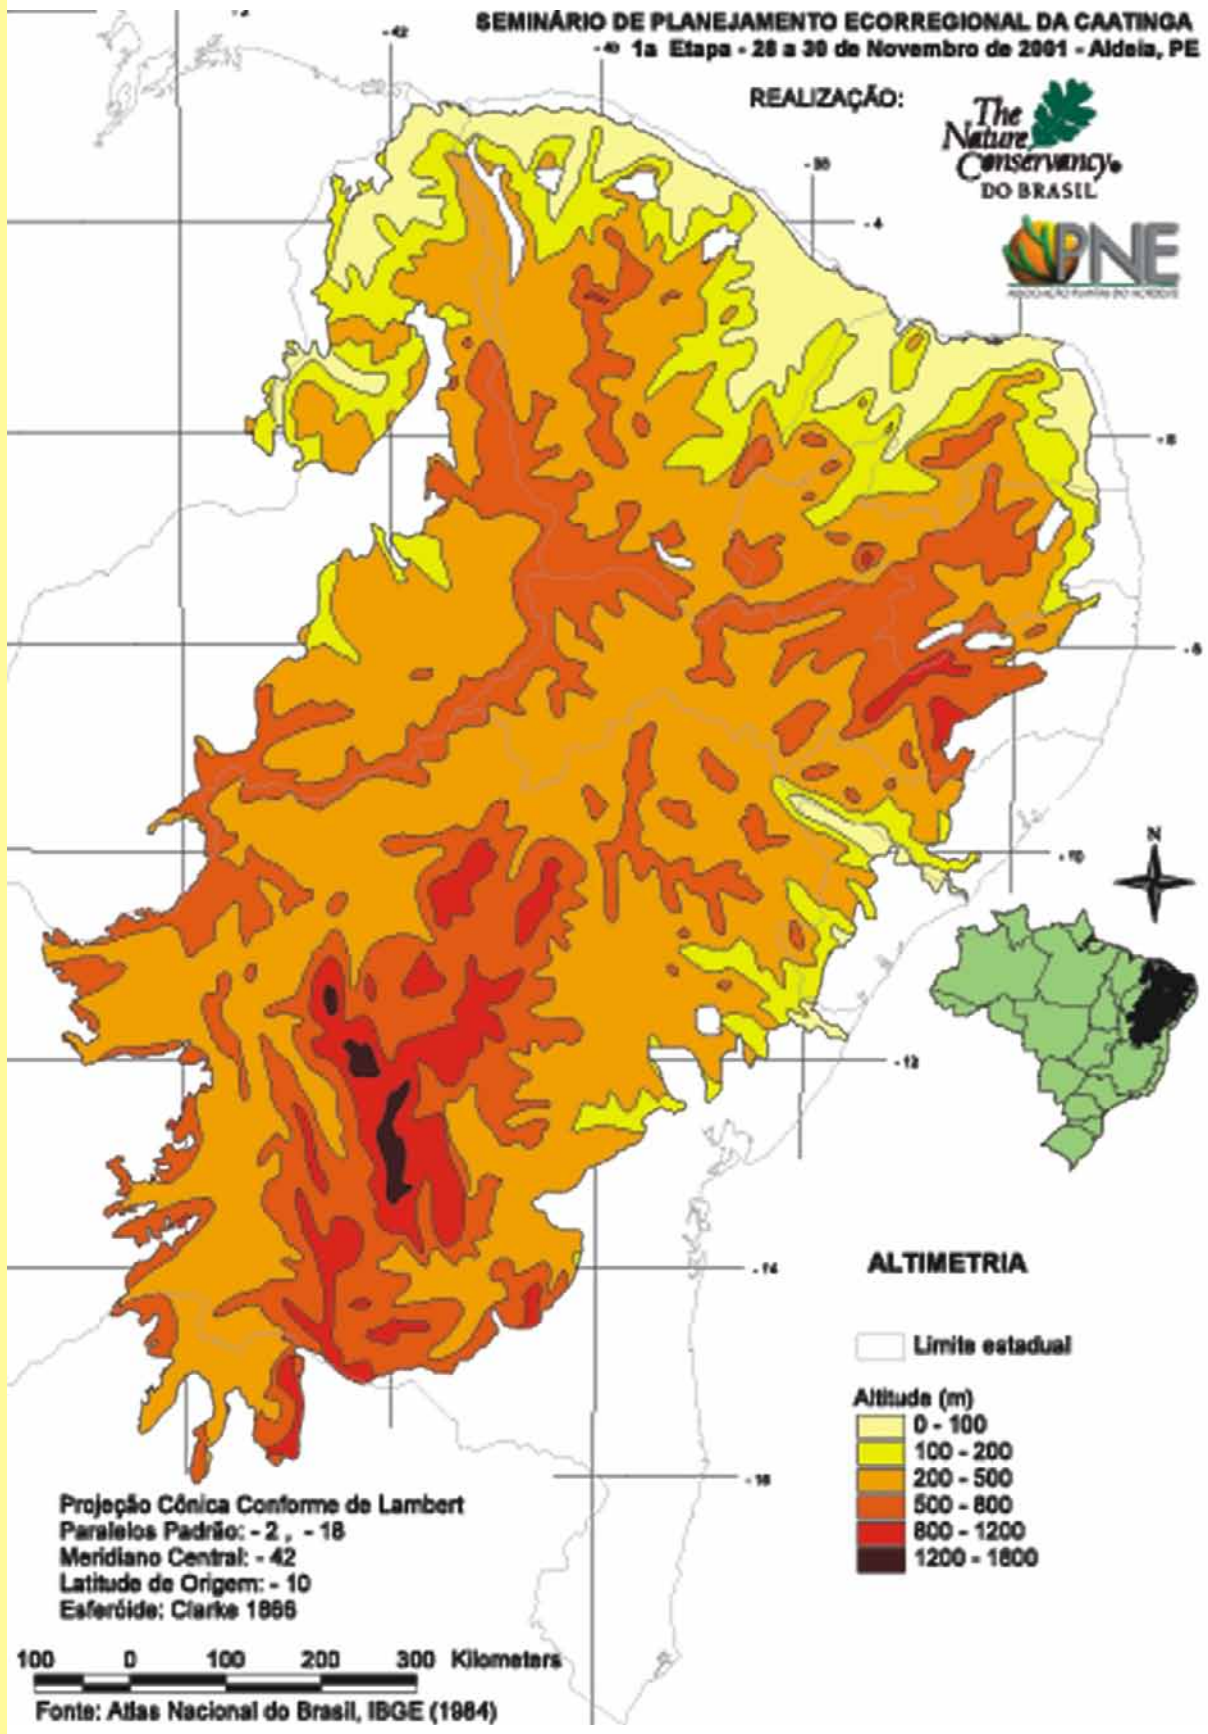 SEMINÁRIO DE PLANEJAMENTO ECORREGIONAL DA CAATINGA
1a Etapa - 28 a 30 de Novembro de 2001 - Aldeia, PE
- 42
- 40
REALIZAÇÃO:
The
Nature
Conservancy®
DO BRASIL
- 38
- 4
PNE
ASSOCIAÇÃO PLANTAS DO NORDESTE
- 6
- 8
- 10
N
- 12
- 14
ALTIMETRIA
Limite estadual
Altitude (m)
0 - 100
100 - 200
200 - 500
500 - 800
800 - 1200
1200 - 1800
- 16
Projeção Cônica Conforme de Lambert
Paralelos Padrão: - 2 , - 18
Meridiano Central: - 42
Latitude de Origem: - 10
Esferóide: Clarke 1866
100 0 100 200 300 Kilometers
Fonte: Atlas Nacional do Brasil, IBGE (1984)